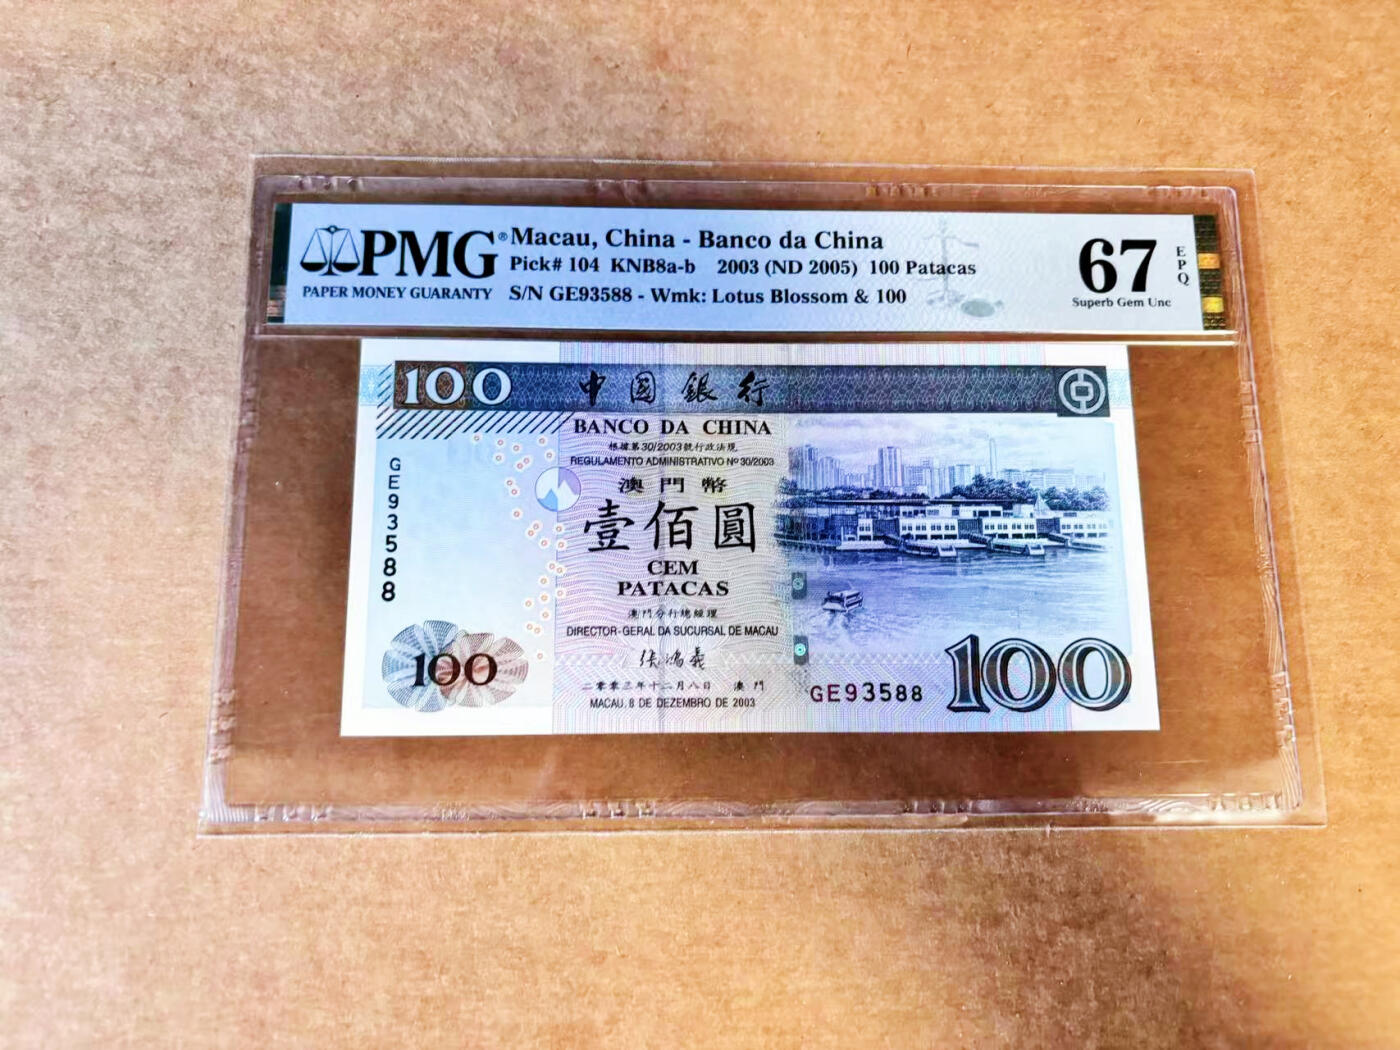 PMG®
PAPER MONEY GUARANTY
Macau, China - Banco da China
Pick# 104 KNB8a-b 2003 (ND 2005) 100 Patacas
S/N GE93588 - Wmk: Lotus Blossom & 100
67
Superb Gem Unc
EPQ
100
中國銀行
BANCO DA CHINA
根據第30/2003號行政法規
REGULAMENTO ADMINISTRATIVO Nº 30/2003
澳門幣
壹佰圓
CEM
PATACAS
澳門分行總經理
DIRECTOR-GERAL DA SUCURSAL DE MACAU
張鴻義
二零零三年十二月八日 澳門
MACAU, 8 DE DEZEMBRO DE 2003
GE93588
100
GE93588
100